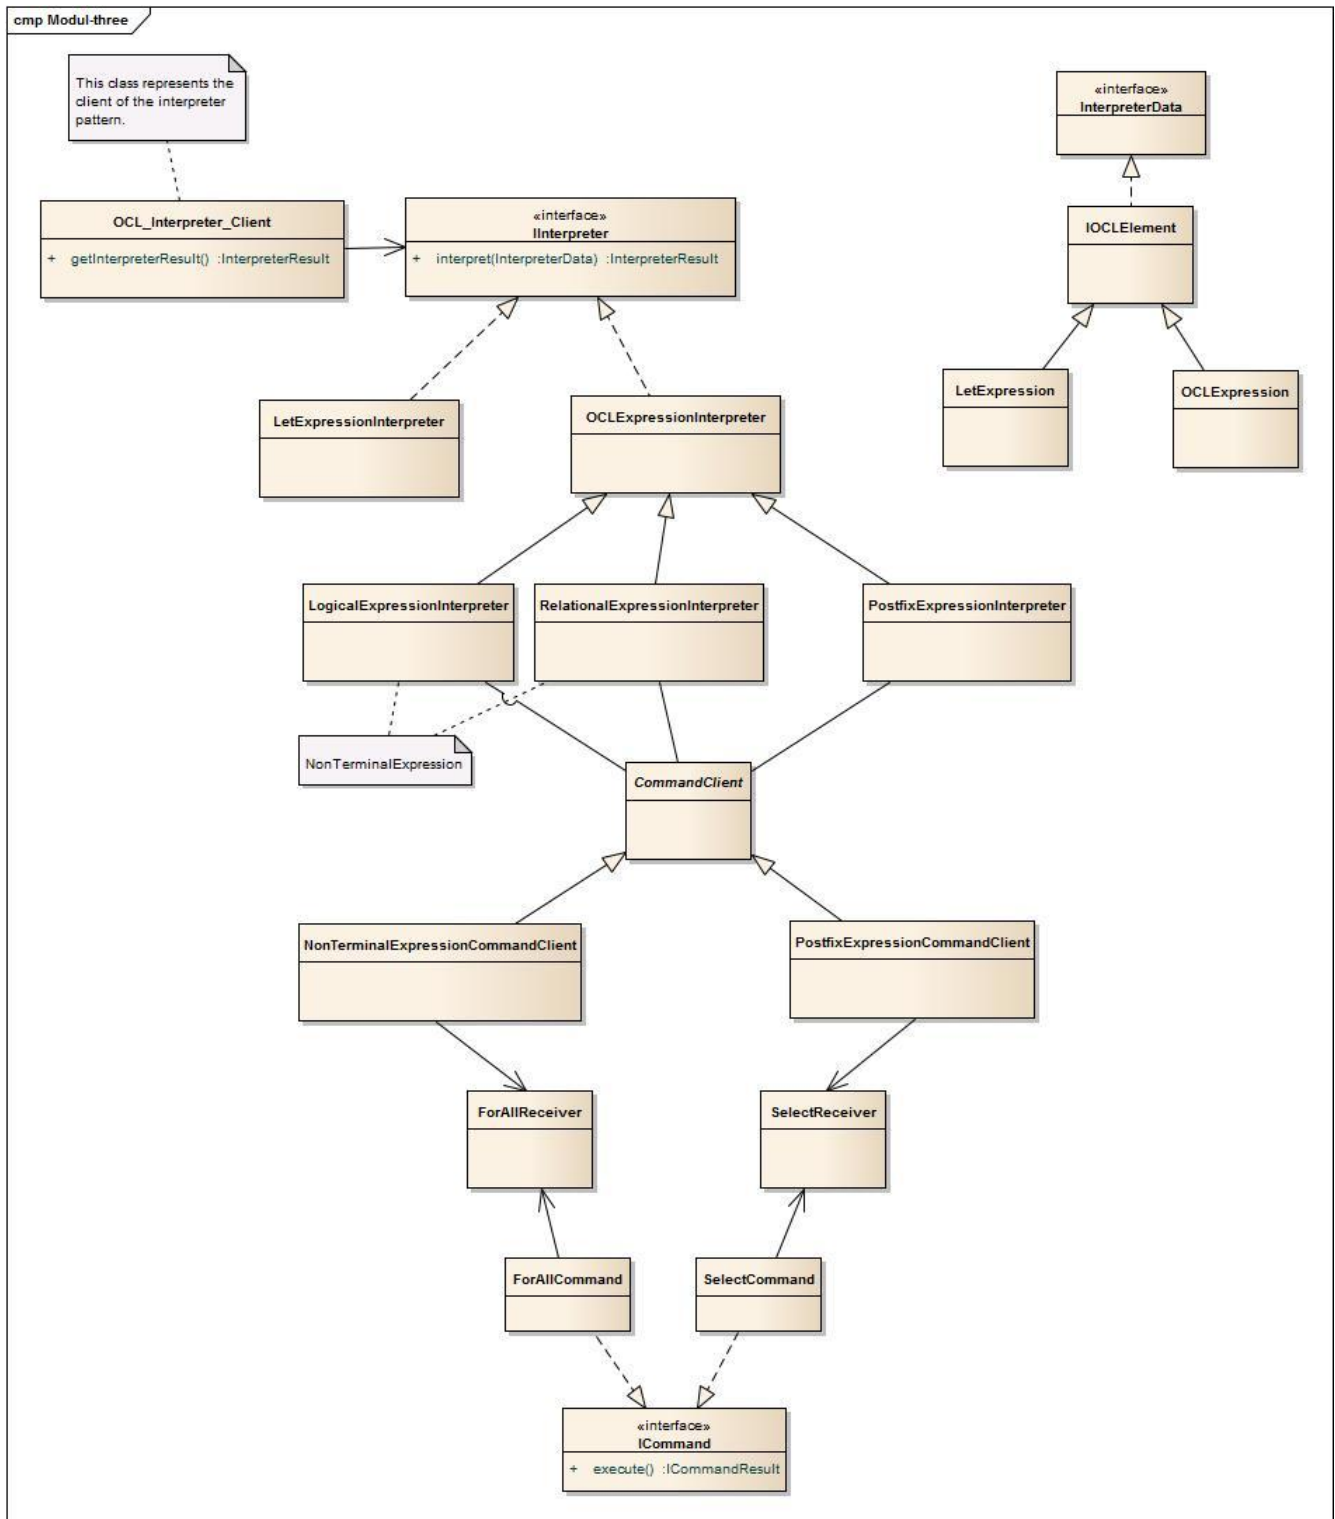 cmp Modul-three
This class represents the
client of the interpreter
pattern.
«interface»
InterpreterData
OCL_Interpreter_Client
+ getInterpreterResult() :InterpreterResult
«interface»
IInterpreter
+ interpret(InterpreterData) :InterpreterResult
IOCLElement
LetExpression
OCLExpression
LetExpressionInterpreter
OCLExpressionInterpreter
LogicalExpressionInterpreter
RelationalExpressionInterpreter
PostfixExpressionInterpreter
NonTerminalExpression
CommandClient
NonTerminalExpressionCommandClient
PostfixExpressionCommandClient
ForAllReceiver
SelectReceiver
ForAllCommand
SelectCommand
«interface»
ICommand
+ execute() :ICommandResult